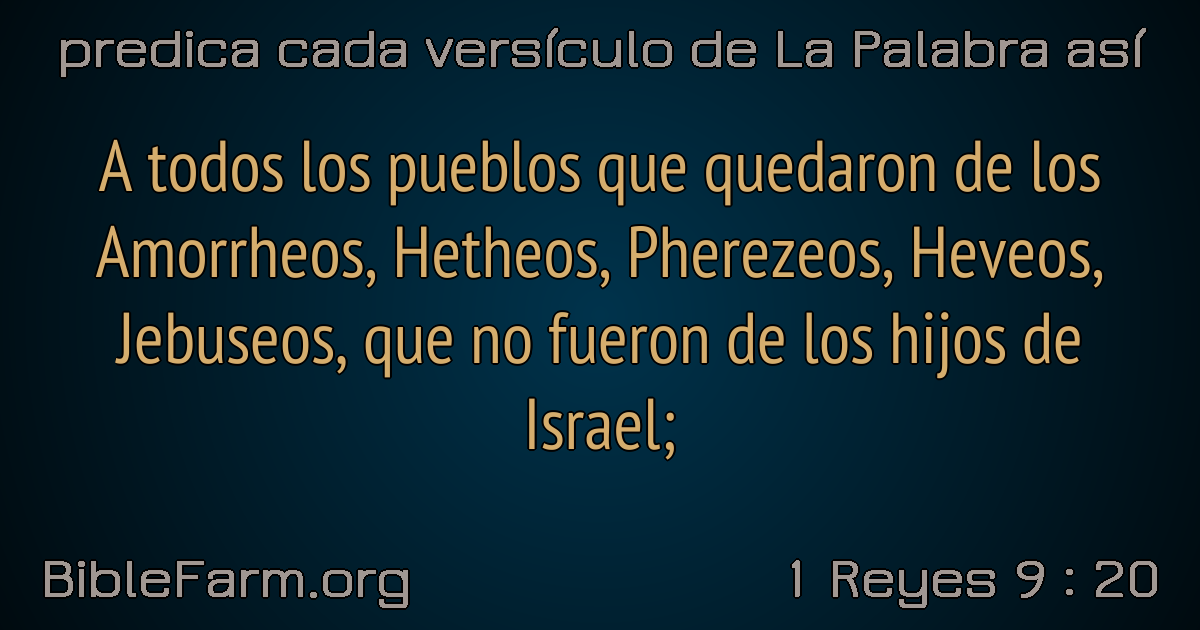 predica cada versículo de La Palabra así
A todos los pueblos que quedaron de los
Amorrheos, Hetheos, Pherezeos, Heveos,
Jebuseos, que no fueron de los hijos de
Israel;
BibleFarm.org
1 Reyes 9 : 20